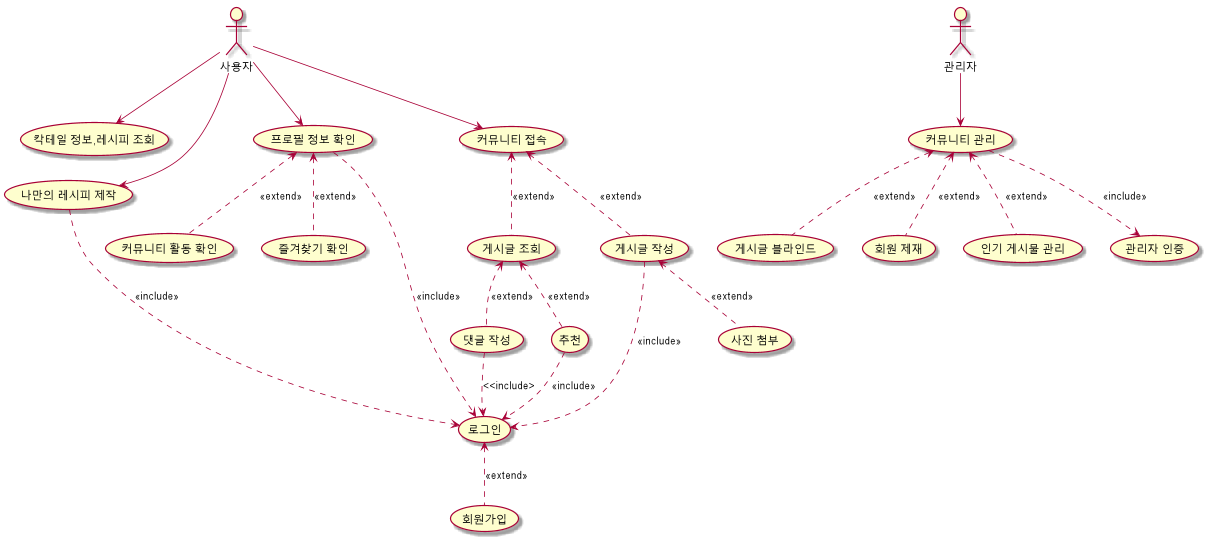 사용자
관리자
칵테일 정보,레시피 조회
프로필 정보 확인
커뮤니티 접속
커뮤니티 관리
나만의 레시피 제작
<<extend>>
<<extend>>
<<extend>>
<<extend>>
<<extend>>
<<extend>>
<<extend>>
<<include>>
커뮤니티 활동 확인
즐겨찾기 확인
게시글 조회
게시글 작성
게시글 블라인드
회원 제재
인기 게시물 관리
관리자 인증
<<include>>
<<include>>
<<extend>>
<<extend>>
<<extend>>
댓글 작성
추천
<<include>>
사진 첨부
<<include>
<<include>>
로그인
<<extend>>
회원가입